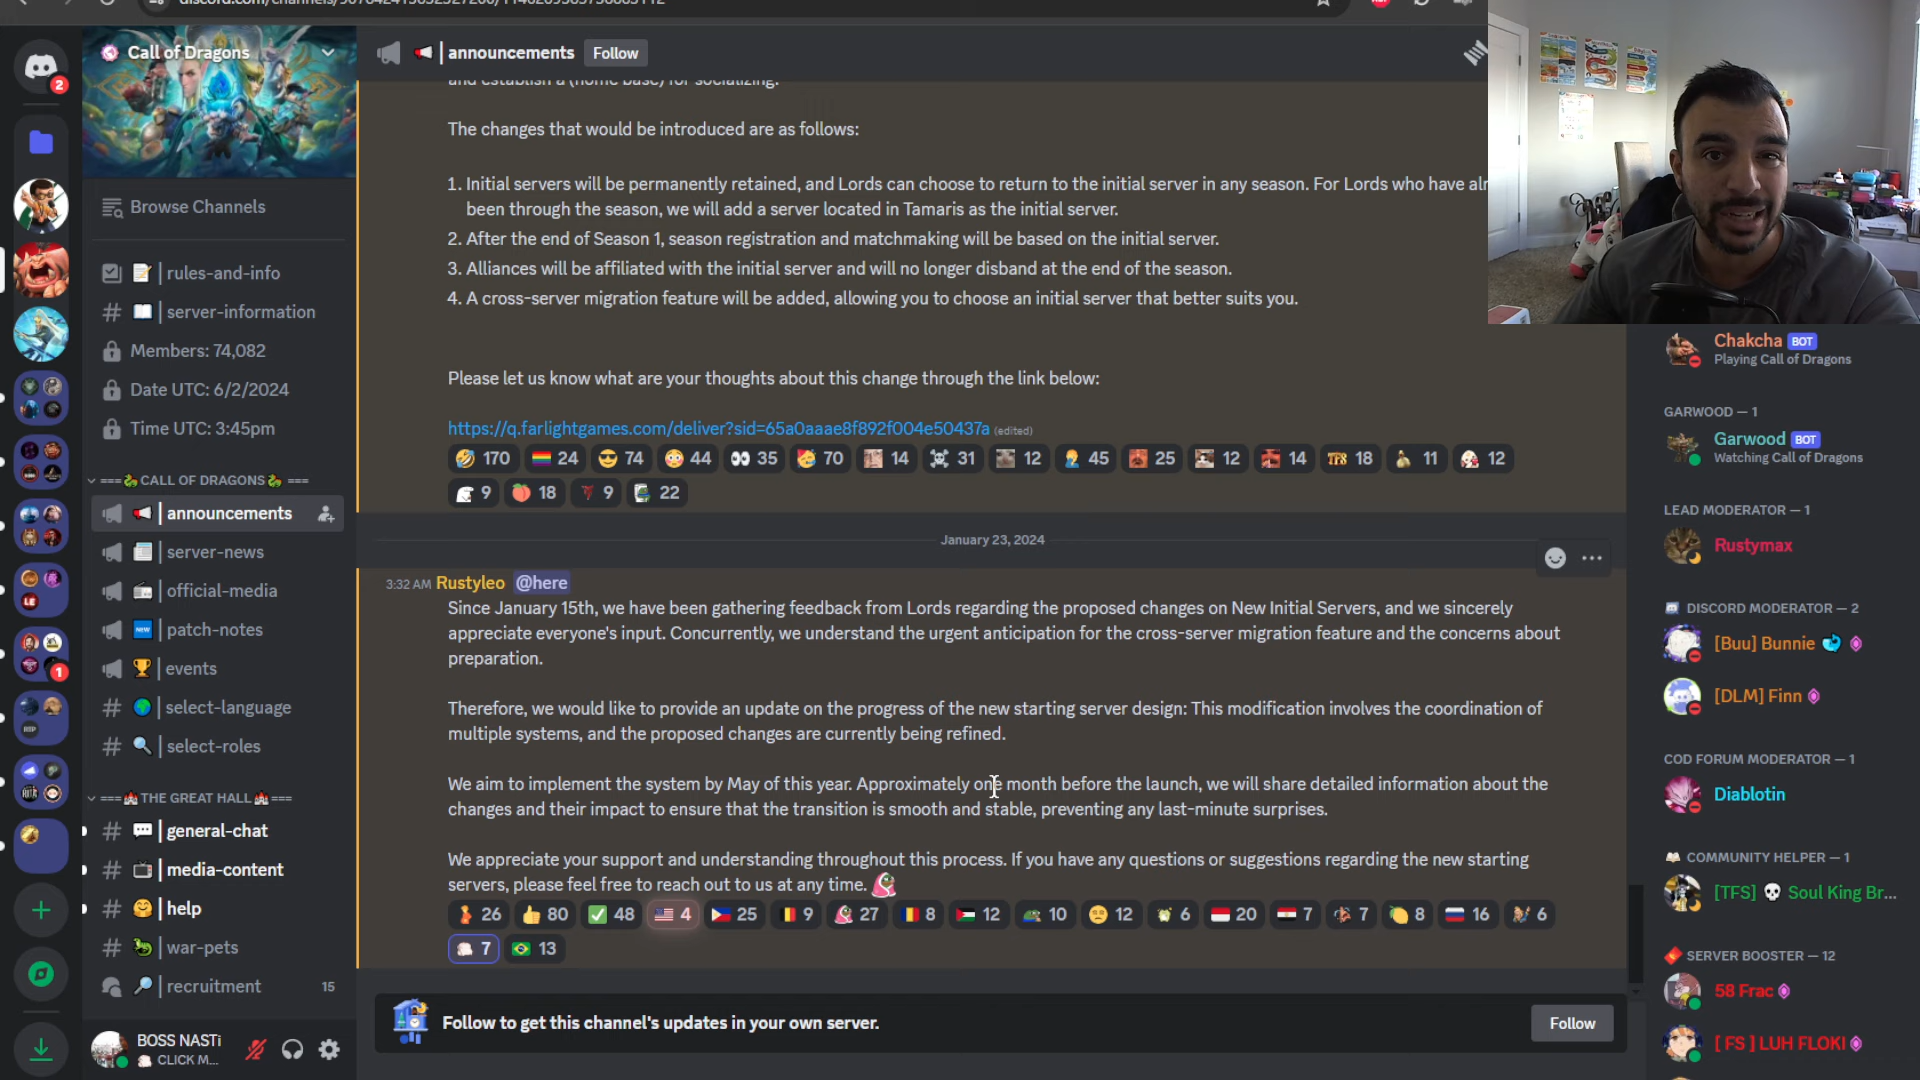 Call of Dragons
announcements
Follow
and establish a (home base) for socializing.
The changes that would be introduced are as follows:
1. Initial servers will be permanently retained, and Lords can choose to return to the initial server in any season. For Lords who have alr
been through the season, we will add a server located in Tamaris as the initial server.
2. After the end of Season 1, season registration and matchmaking will be based on the initial server.
3. Alliances will be affiliated with the initial server and will no longer disband at the end of the season.
4. A cross-server migration feature will be added, allowing you to choose an initial server that better suits you.
Please let us know what are your thoughts about this change through the link below:
https://q.farlightgames.com/deliver?sid=65a0aaae8f892f004e50437a (edited)
170 24 74 44 35 70 14 31 12 45 25 12 14 TFS 18 11 12
9 18 9 22
January 23, 2024
3:32 AM Rustyleo @here
Since January 15th, we have been gathering feedback from Lords regarding the proposed changes on New Initial Servers, and we sincerely
appreciate everyone's input. Concurrently, we understand the urgent anticipation for the cross-server migration feature and the concerns about
preparation.
Therefore, we would like to provide an update on the progress of the new starting server design: This modification involves the coordination of
multiple systems, and the proposed changes are currently being refined.
We aim to implement the system by May of this year. Approximately one month before the launch, we will share detailed information about the
changes and their impact to ensure that the transition is smooth and stable, preventing any last-minute surprises.
We appreciate your support and understanding throughout this process. If you have any questions or suggestions regarding the new starting
servers, please feel free to reach out to us at any time.
26 80 48 4 25 9 27 8 12 10 12 6 20 7 7 8 16 6
7 13
Follow to get this channel's updates in your own server.
Follow
2
1
LE
Browse Channels
rules-and-info
server-information
Members: 74,082
Date UTC: 6/2/2024
Time UTC: 3:45pm
===CALL OF DRAGONS===
announcements
server-news
official-media
NEW patch-notes
events
select-language
select-roles
===THE GREAT HALL===
general-chat
media-content
help
war-pets
recruitment 15
BOSS NASTi
CLICK M...
Chakcha BOT
Playing Call of Dragons
GARWOOD — 1
Garwood BOT
Watching Call of Dragons
LEAD MODERATOR — 1
Rustymax
DISCORD MODERATOR — 2
[Buu] Bunnie
[DLM] Finn
COD FORUM MODERATOR — 1
Diablotin
COMMUNITY HELPER — 1
[TFS] Soul King Br...
SERVER BOOSTER — 12
58 Frac
[ FS ] LUH FLOKI